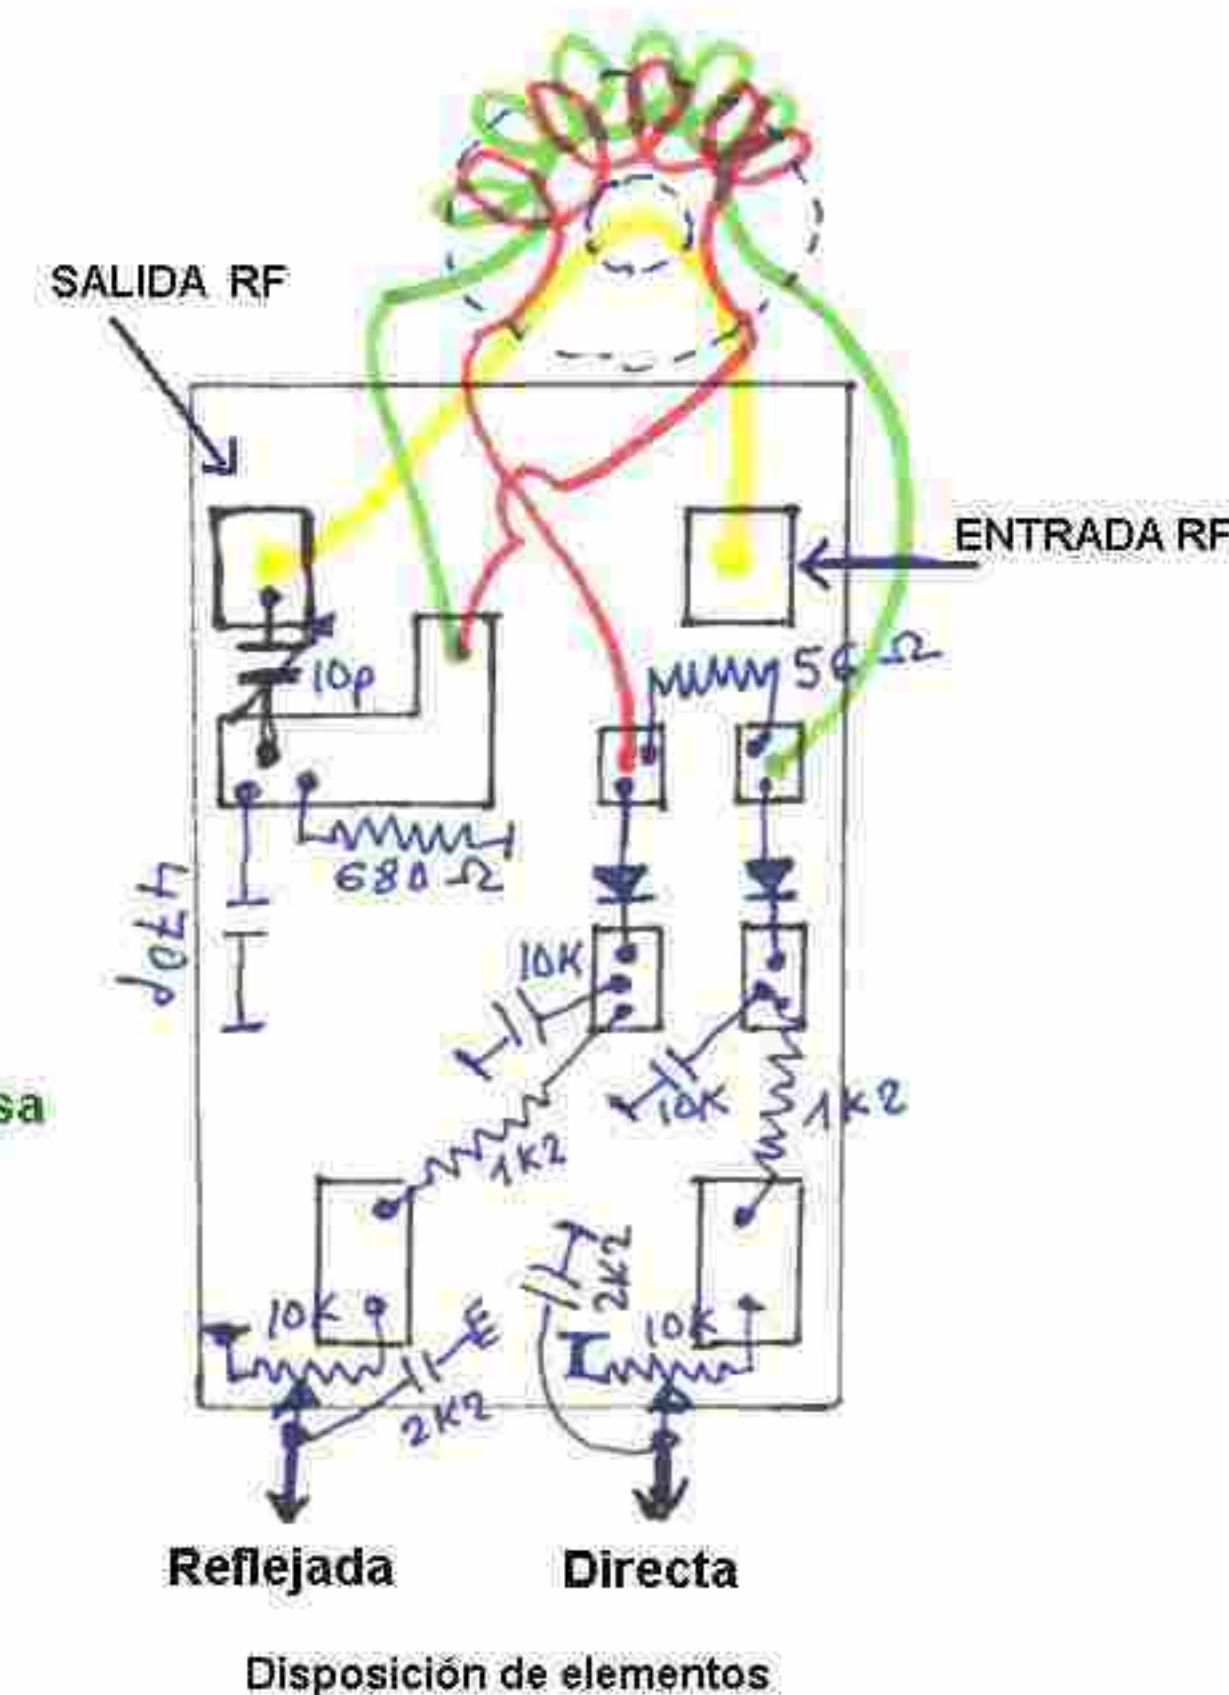 SALIDA RF
ENTRADA RF
10p
56 Ω
680 Ω
470p
10K
10K
1K2
1K2
sa
10K
2K2
2K2
10K
Reflejada
Directa
Disposición de elementos